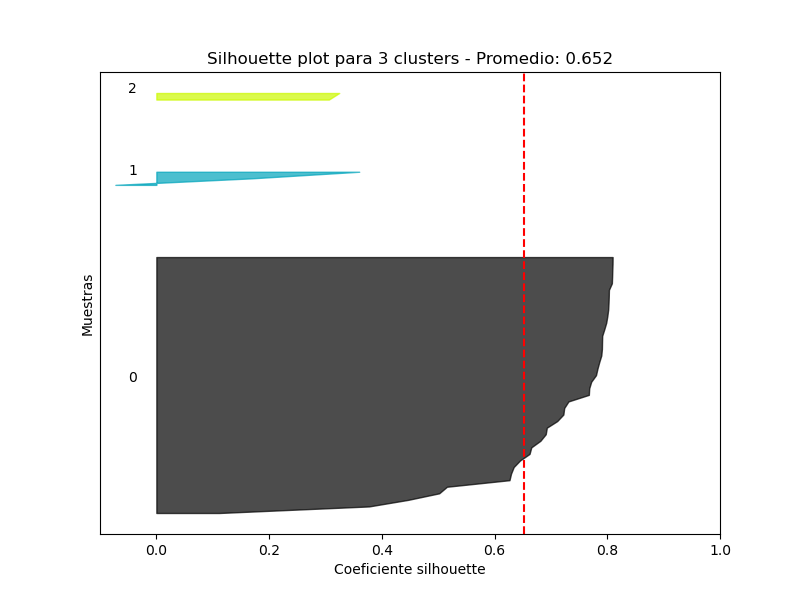 Silhouette plot para 3 clusters - Promedio: 0.652
2
1
0
Muestras
0.0 0.2 0.4 0.6 0.8 1.0
Coeficiente silhouette